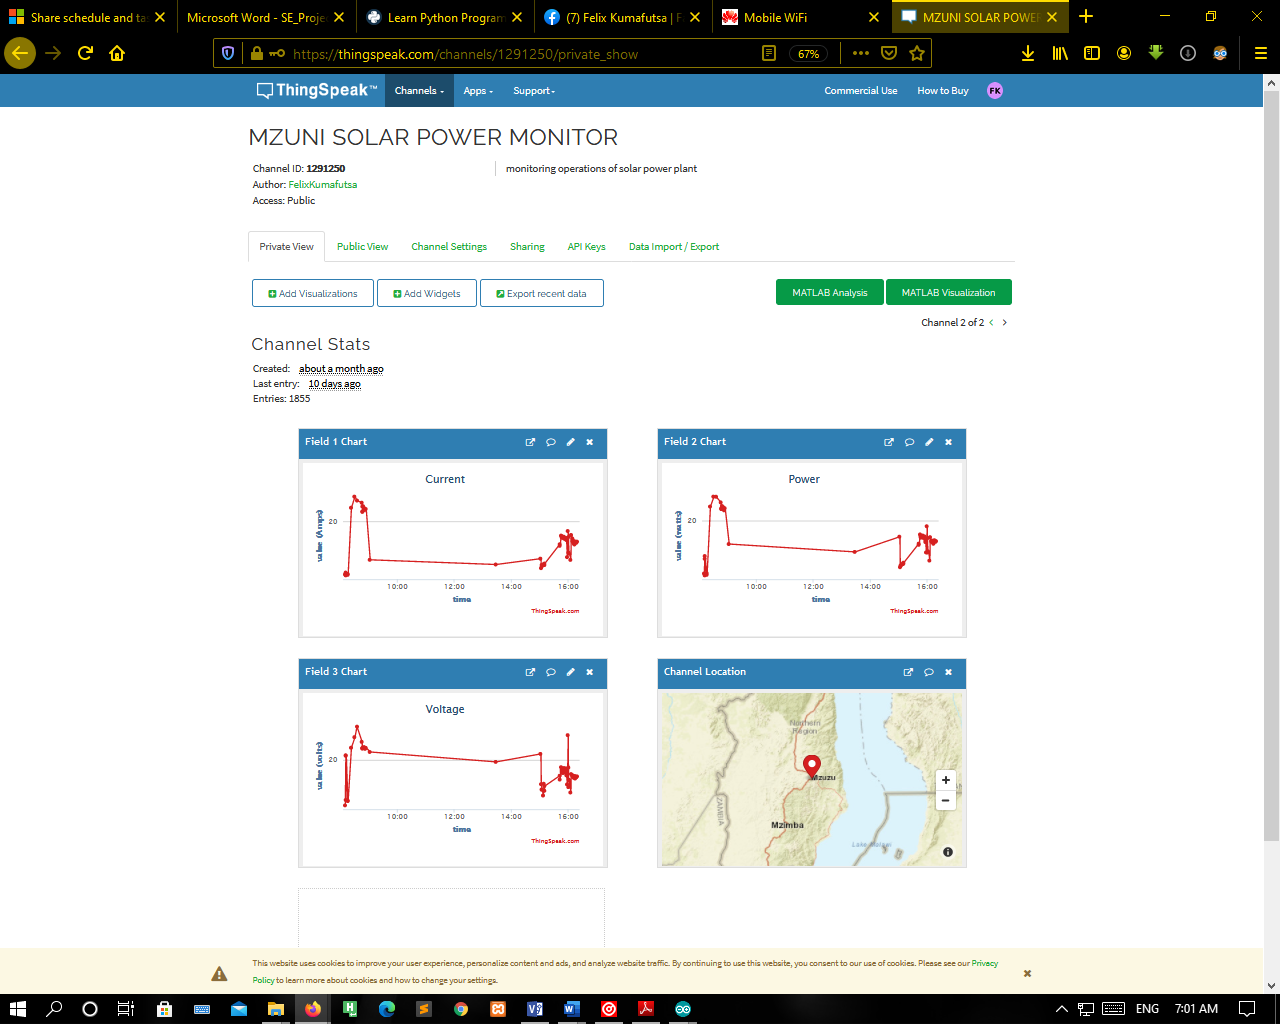 Share schedule and ta
Microsoft Word - SE_Proje
Learn Python Program
(7) Felix Kumafutsa | F
Mobile WiFi
MZUNI SOLAR POWER
https://thingspeak.com/channels/1291250/private_show
67%
ThingSpeak™
Channels
Apps
Support
Commercial Use
How to Buy
FK
MZUNI SOLAR POWER MONITOR
Channel ID: 1291250
monitoring operations of solar power plant
Author: FelixKumafutsa
Access: Public
Private View
Public View
Channel Settings
Sharing
API Keys
Data Import / Export
Add Visualizations
Add Widgets
Export recent data
MATLAB Analysis
MATLAB Visualization
Channel 2 of 2
Channel Stats
Created: about a month ago
Last entry: 10 days ago
Entries: 1855
Field 1 Chart
Current
value (Amps)
20
10:00 12:00 14:00 16:00
time
ThingSpeak.com
Field 2 Chart
Power
value (watts)
20
10:00 12:00 14:00 16:00
time
ThingSpeak.com
Field 3 Chart
Voltage
value (volts)
20
10:00 12:00 14:00 16:00
time
ThingSpeak.com
Channel Location
Northern
Region
Mzuzu
ZAMBIA
Mzimba
Lake Malawi
This website uses cookies to improve your user experience, personalize content and ads, and analyze website traffic. By continuing to use this website, you consent to our use of cookies. Please see our Privacy
Policy to learn more about cookies and how to change your settings.
ENG
7:01 AM